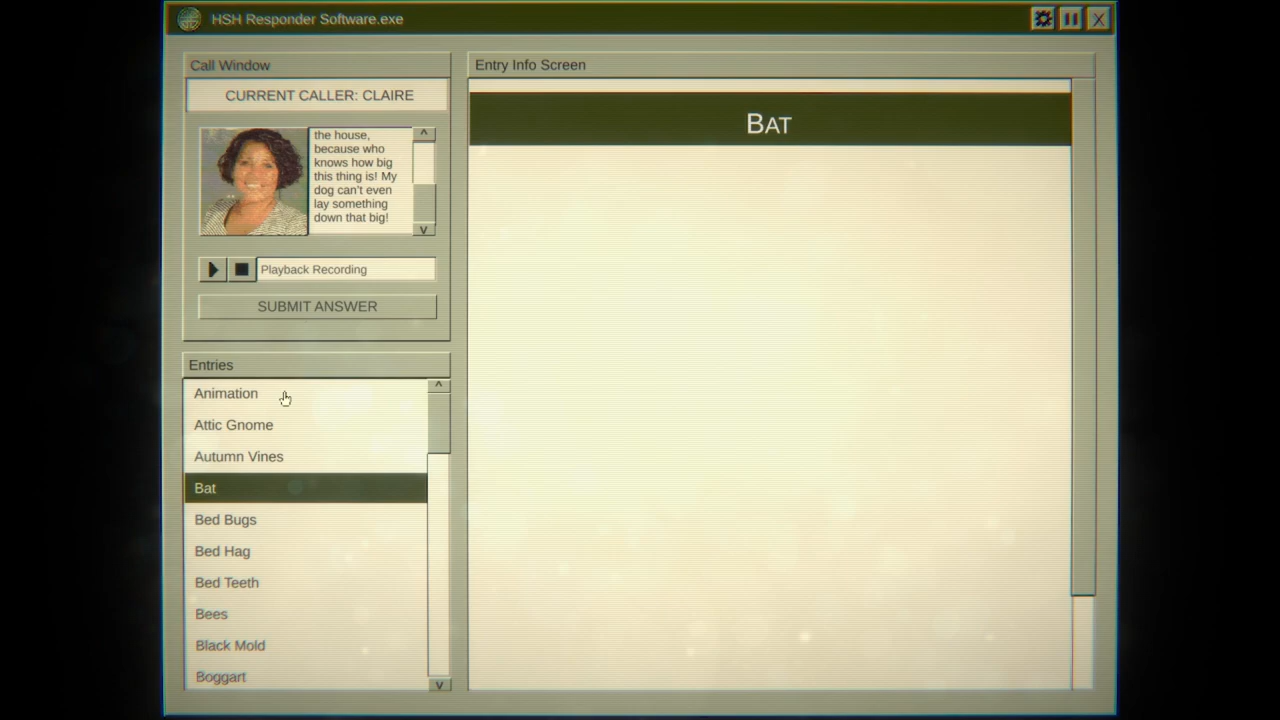 HSH Responder Software.exe
Call Window
CURRENT CALLER: CLAIRE
the house,
because who
knows how big
this thing is! My
dog can't even
lay something
down that big!
Playback Recording
SUBMIT ANSWER
Entries
Animation
Attic Gnome
Autumn Vines
Bat
Bed Bugs
Bed Hag
Bed Teeth
Bees
Black Mold
Boggart
Entry Info Screen
BAT